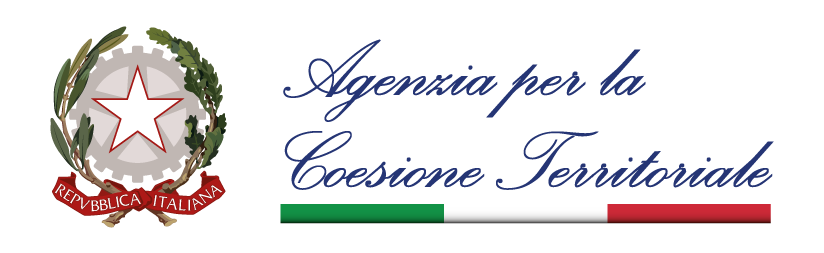 Agenzia per la
Coesione Territoriale
REPVBBLICA ITALIANA